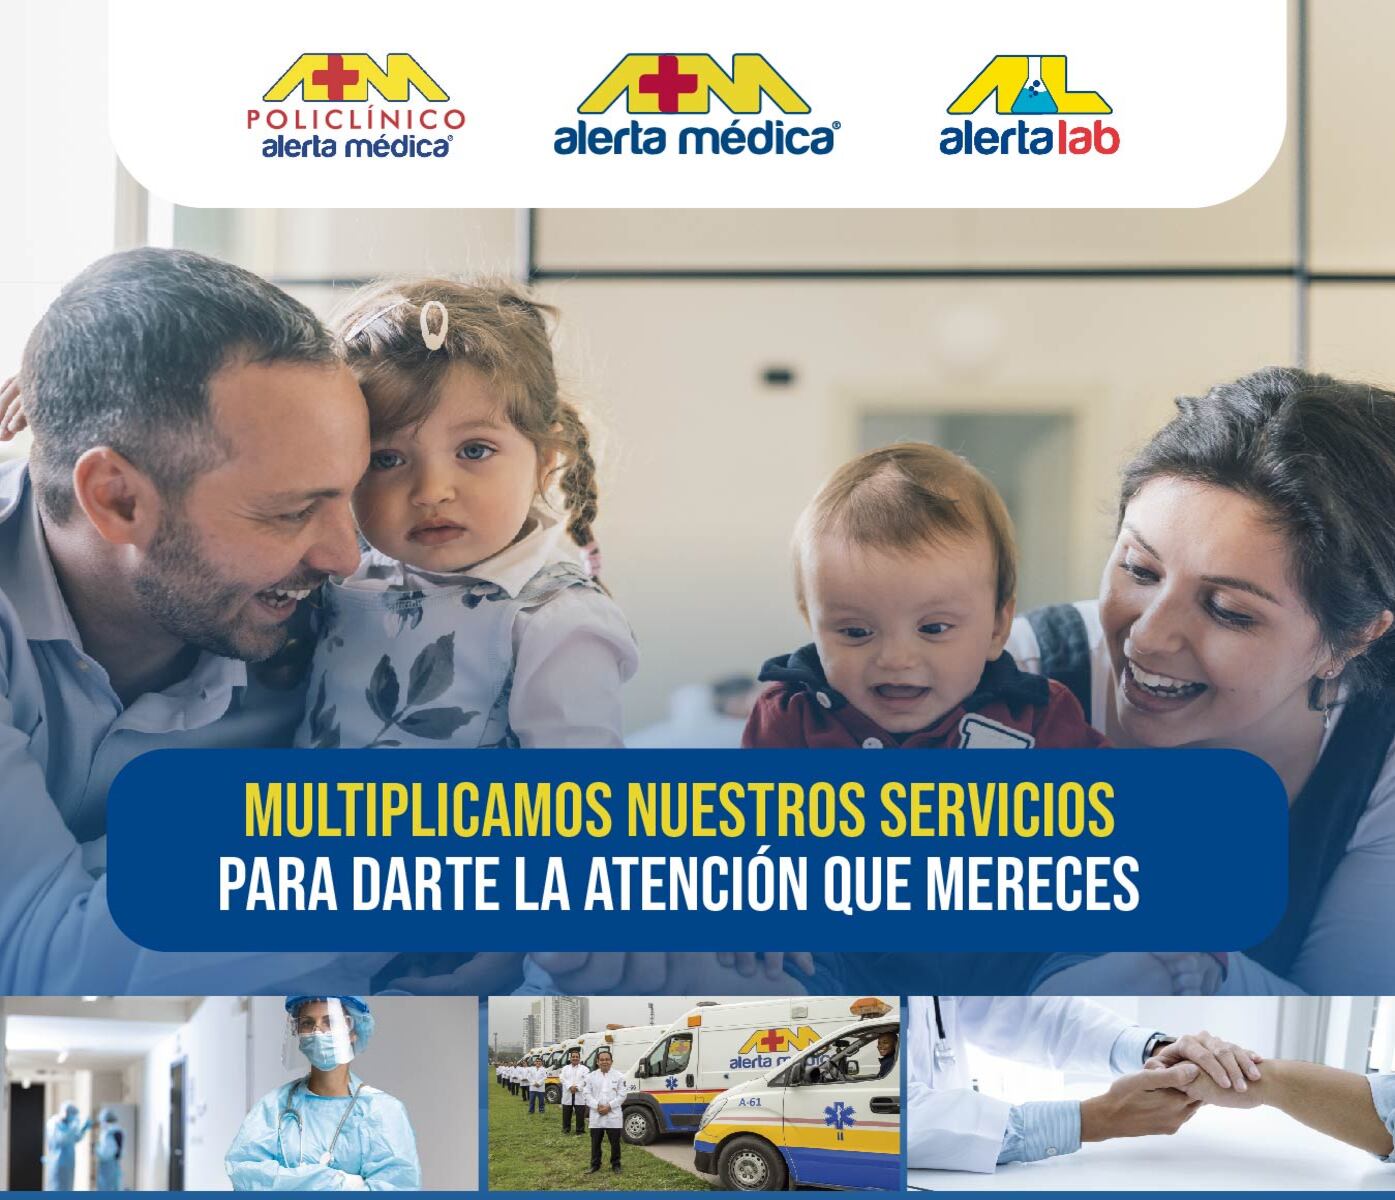 POLICLÍNICO
alerta médica®
alerta médica®
alertalab
MULTIPLICAMOS NUESTROS SERVICIOS
PARA DARTE LA ATENCIÓN QUE MERECES
alerta médica
A-61